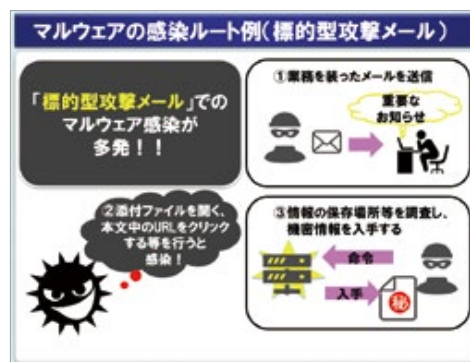 マルウェアの感染ルート例(標的型攻撃メール)
「標的型攻撃メール」での
マルウェア感染が
多発！！
①業務を装ったメールを送信
重要な
お知らせ
②添付ファイルを開く、
本文中のURLをクリック
する等を行うと
感染！
③情報の保存場所等を調査し、
機密情報を入手する
命令
入手
㊙